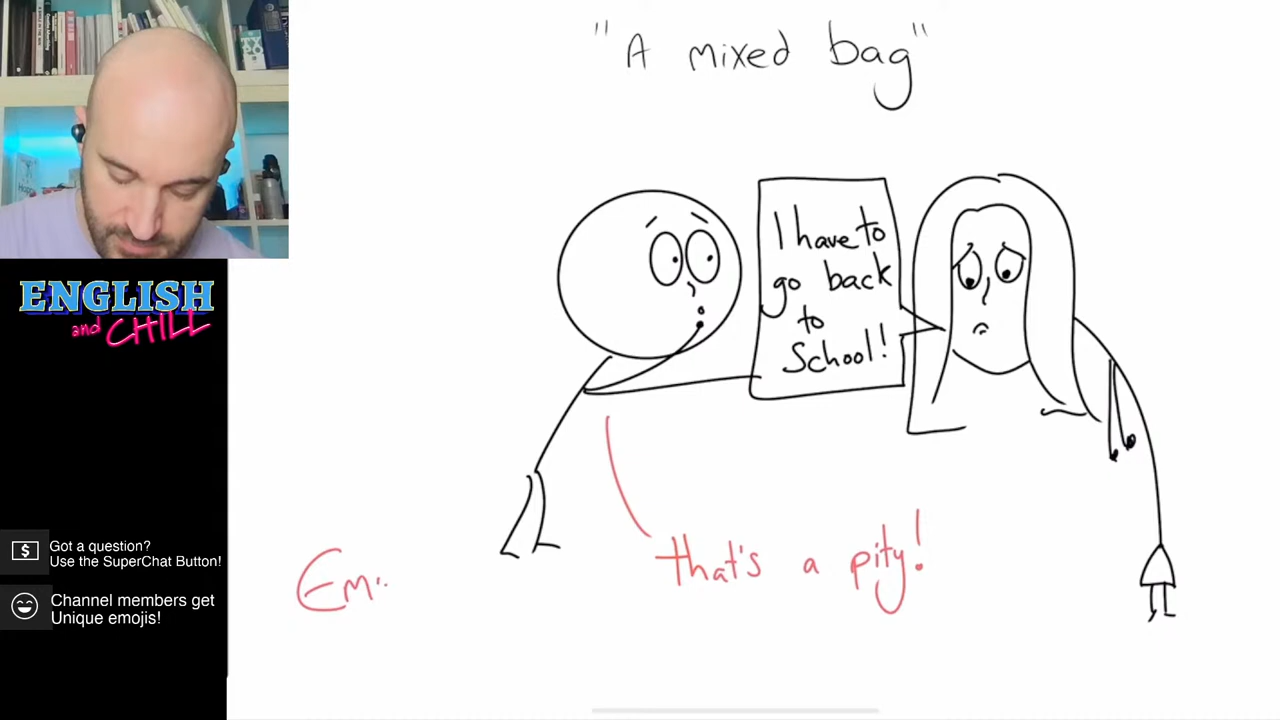 "A mixed bag"
I have to
go back
to
School!
that's a pity!
Em
ENGLISH
and CHILL
$
Got a question?
Use the SuperChat Button!
Channel members get
Unique emojis!